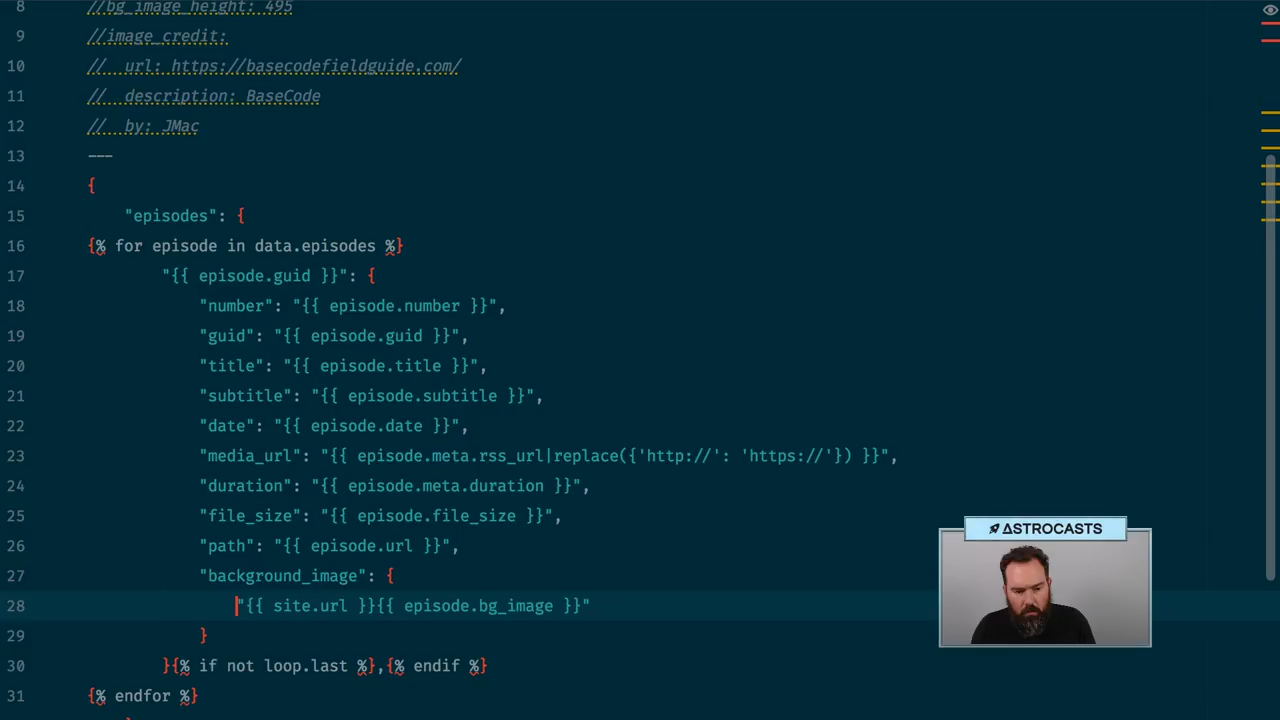 8 //bg_image_height: 495
9 //image_credit:
10 //  url: https://basecodefieldguide.com/
11 //  description: BaseCode
12 //  by: JMac
13 ---
14 {
15     "episodes": {
16 {% for episode in data.episodes %}
17         "{{ episode.guid }}": {
18             "number": "{{ episode.number }}",
19             "guid": "{{ episode.guid }}",
20             "title": "{{ episode.title }}",
21             "subtitle": "{{ episode.subtitle }}",
22             "date": "{{ episode.date }}",
23             "media_url": "{{ episode.meta.rss_url|replace({'http://': 'https://'}) }}",
24             "duration": "{{ episode.meta.duration }}",
25             "file_size": "{{ episode.file_size }}",
26             "path": "{{ episode.url }}",
27             "background_image": {
28                 "{{ site.url }}{{ episode.bg_image }}"
29             }
30         }{% if not loop.last %},{% endif %}
31 {% endfor %}
ASTROCASTS